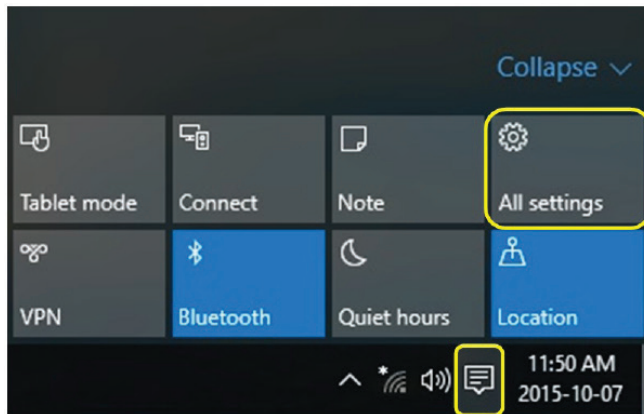 Collapse
Tablet mode
Connect
Note
All settings
VPN
Bluetooth
Quiet hours
Location
11:50 AM
2015-10-07